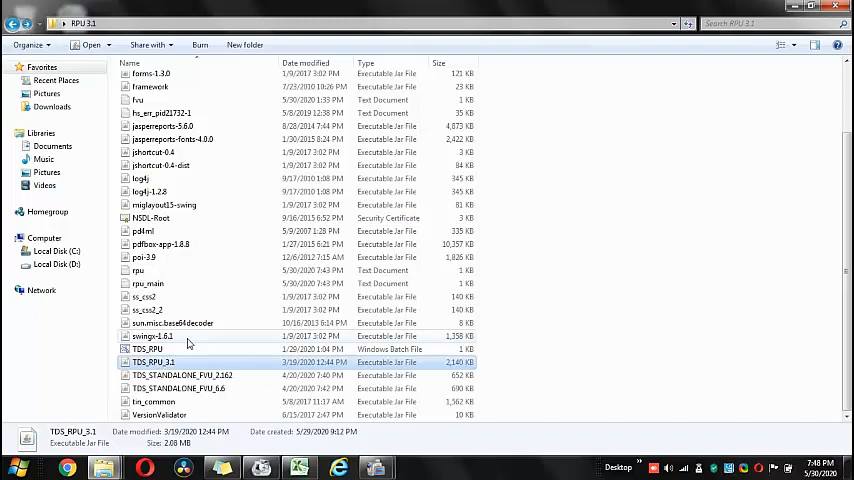 RPU 3.1
Search RPU 3.1
Organize Open Share with Burn New folder
Name Date modified Type Size
Favorites
Recent Places
Pictures
Downloads
Libraries
Documents
Music
Pictures
Videos
Homegroup
Computer
Local Disk (C:)
Local Disk (D:)
Network
forms-1.3.0 1/9/2017 3:02 PM Executable Jar File 121 KB
framework 7/23/2010 10:26 PM Executable Jar File 23 KB
fvu 5/30/2020 1:33 PM Text Document 1 KB
hs_err_pid21732-1 5/8/2019 12:38 PM Text Document 35 KB
jasperreports-5.6.0 8/28/2014 7:44 PM Executable Jar File 4,873 KB
jasperreports-fonts-4.0.0 1/30/2015 8:24 PM Executable Jar File 2,422 KB
jshortcut-0.4 1/9/2017 3:02 PM Executable Jar File 3 KB
jshortcut-0.4-dist 1/9/2017 3:02 PM Executable Jar File 84 KB
log4j 9/17/2010 1:08 PM Executable Jar File 345 KB
log4j-1.2.8 9/17/2010 1:08 PM Executable Jar File 345 KB
miglayout15-swing 1/9/2017 3:02 PM Executable Jar File 81 KB
NSDL-Root 9/16/2015 6:52 PM Security Certificate 3 KB
pd4ml 5/9/2007 1:28 PM Executable Jar File 335 KB
pdfbox-app-1.8.8 1/27/2015 6:21 PM Executable Jar File 10,357 KB
poi-3.9 12/6/2012 7:15 AM Executable Jar File 1,826 KB
rpu 5/30/2020 7:43 PM Text Document 1 KB
rpu_main 5/30/2020 7:43 PM Text Document 1 KB
ss_css2 1/9/2017 3:02 PM Executable Jar File 140 KB
ss_css2_2 1/9/2017 3:02 PM Executable Jar File 140 KB
sun.misc.base64decoder 10/16/2013 6:14 PM Executable Jar File 8 KB
swingx-1.6.1 1/9/2017 3:02 PM Executable Jar File 1,358 KB
TDS_RPU 1/29/2020 1:04 PM Windows Batch File 1 KB
TDS_RPU_3.1 3/19/2020 12:44 PM Executable Jar File 2,140 KB
TDS_STANDALONE_FVU_2.162 4/20/2020 7:40 PM Executable Jar File 652 KB
TDS_STANDALONE_FVU_6.6 4/20/2020 7:42 PM Executable Jar File 690 KB
tin_common 5/8/2017 11:17 AM Executable Jar File 1,562 KB
VersionValidator 6/15/2017 2:47 PM Executable Jar File 10 KB
TDS_RPU_3.1 Date modified: 3/19/2020 12:44 PM Date created: 5/29/2020 9:12 PM
Executable Jar File Size: 2.08 MB
Desktop
7:48 PM
5/30/2020